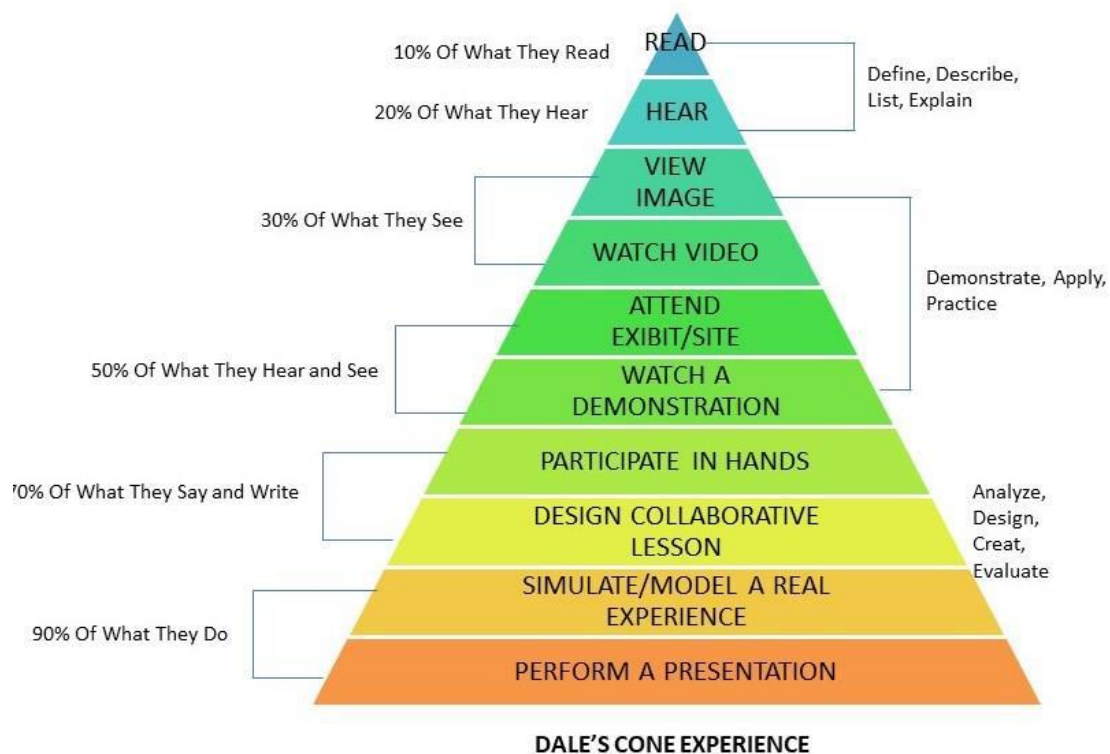 READ
10% Of What They Read
Define, Describe,
List, Explain
20% Of What They Hear
HEAR
VIEW
IMAGE
30% Of What They See
WATCH VIDEO
Demonstrate, Apply,
Practice
ATTEND
EXIBIT/SITE
50% Of What They Hear and See
WATCH A
DEMONSTRATION
PARTICIPATE IN HANDS
70% Of What They Say and Write
Analyze,
Design,
Creat,
Evaluate
DESIGN COLLABORATIVE
LESSON
SIMULATE/MODEL A REAL
EXPERIENCE
90% Of What They Do
PERFORM A PRESENTATION
DALE'S CONE EXPERIENCE